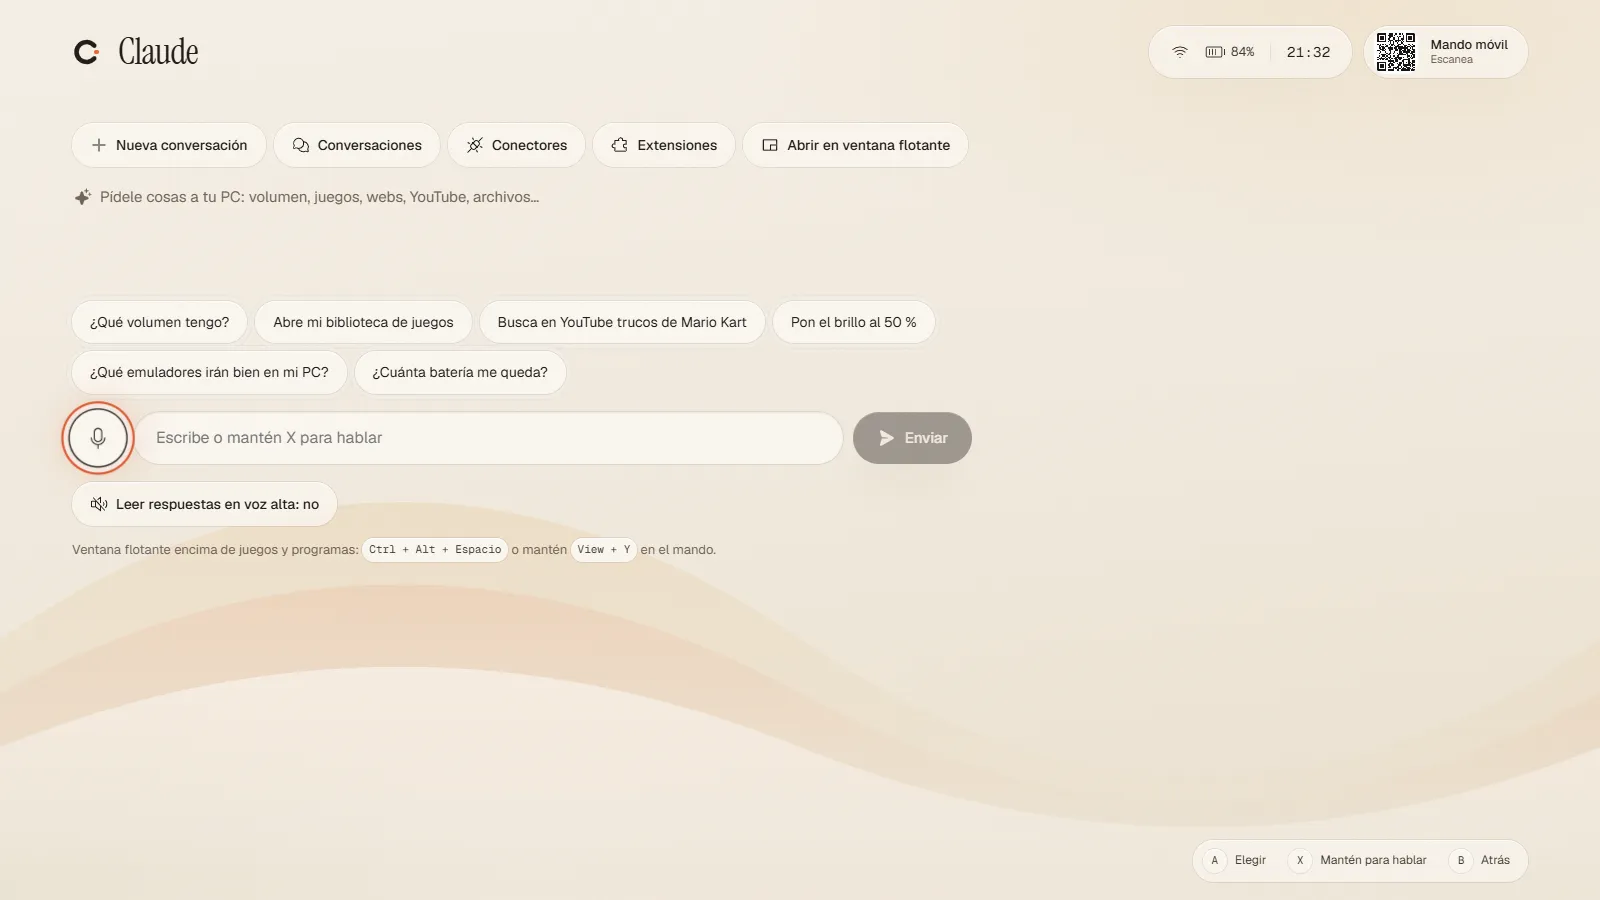 Claude
84%
21:32
Mando móvil
Escanea
Nueva conversación
Conversaciones
Conectores
Extensiones
Abrir en ventana flotante
Pídele cosas a tu PC: volumen, juegos, webs, YouTube, archivos...
¿Qué volumen tengo?
Abre mi biblioteca de juegos
Busca en YouTube trucos de Mario Kart
Pon el brillo al 50 %
¿Qué emuladores irán bien en mi PC?
¿Cuánta batería me queda?
Escribe o mantén X para hablar
Enviar
Leer respuestas en voz alta: no
Ventana flotante encima de juegos y programas: Ctrl + Alt + Espacio o mantén View + Y en el mando.
A Elegir
X Mantén para hablar
B Atrás